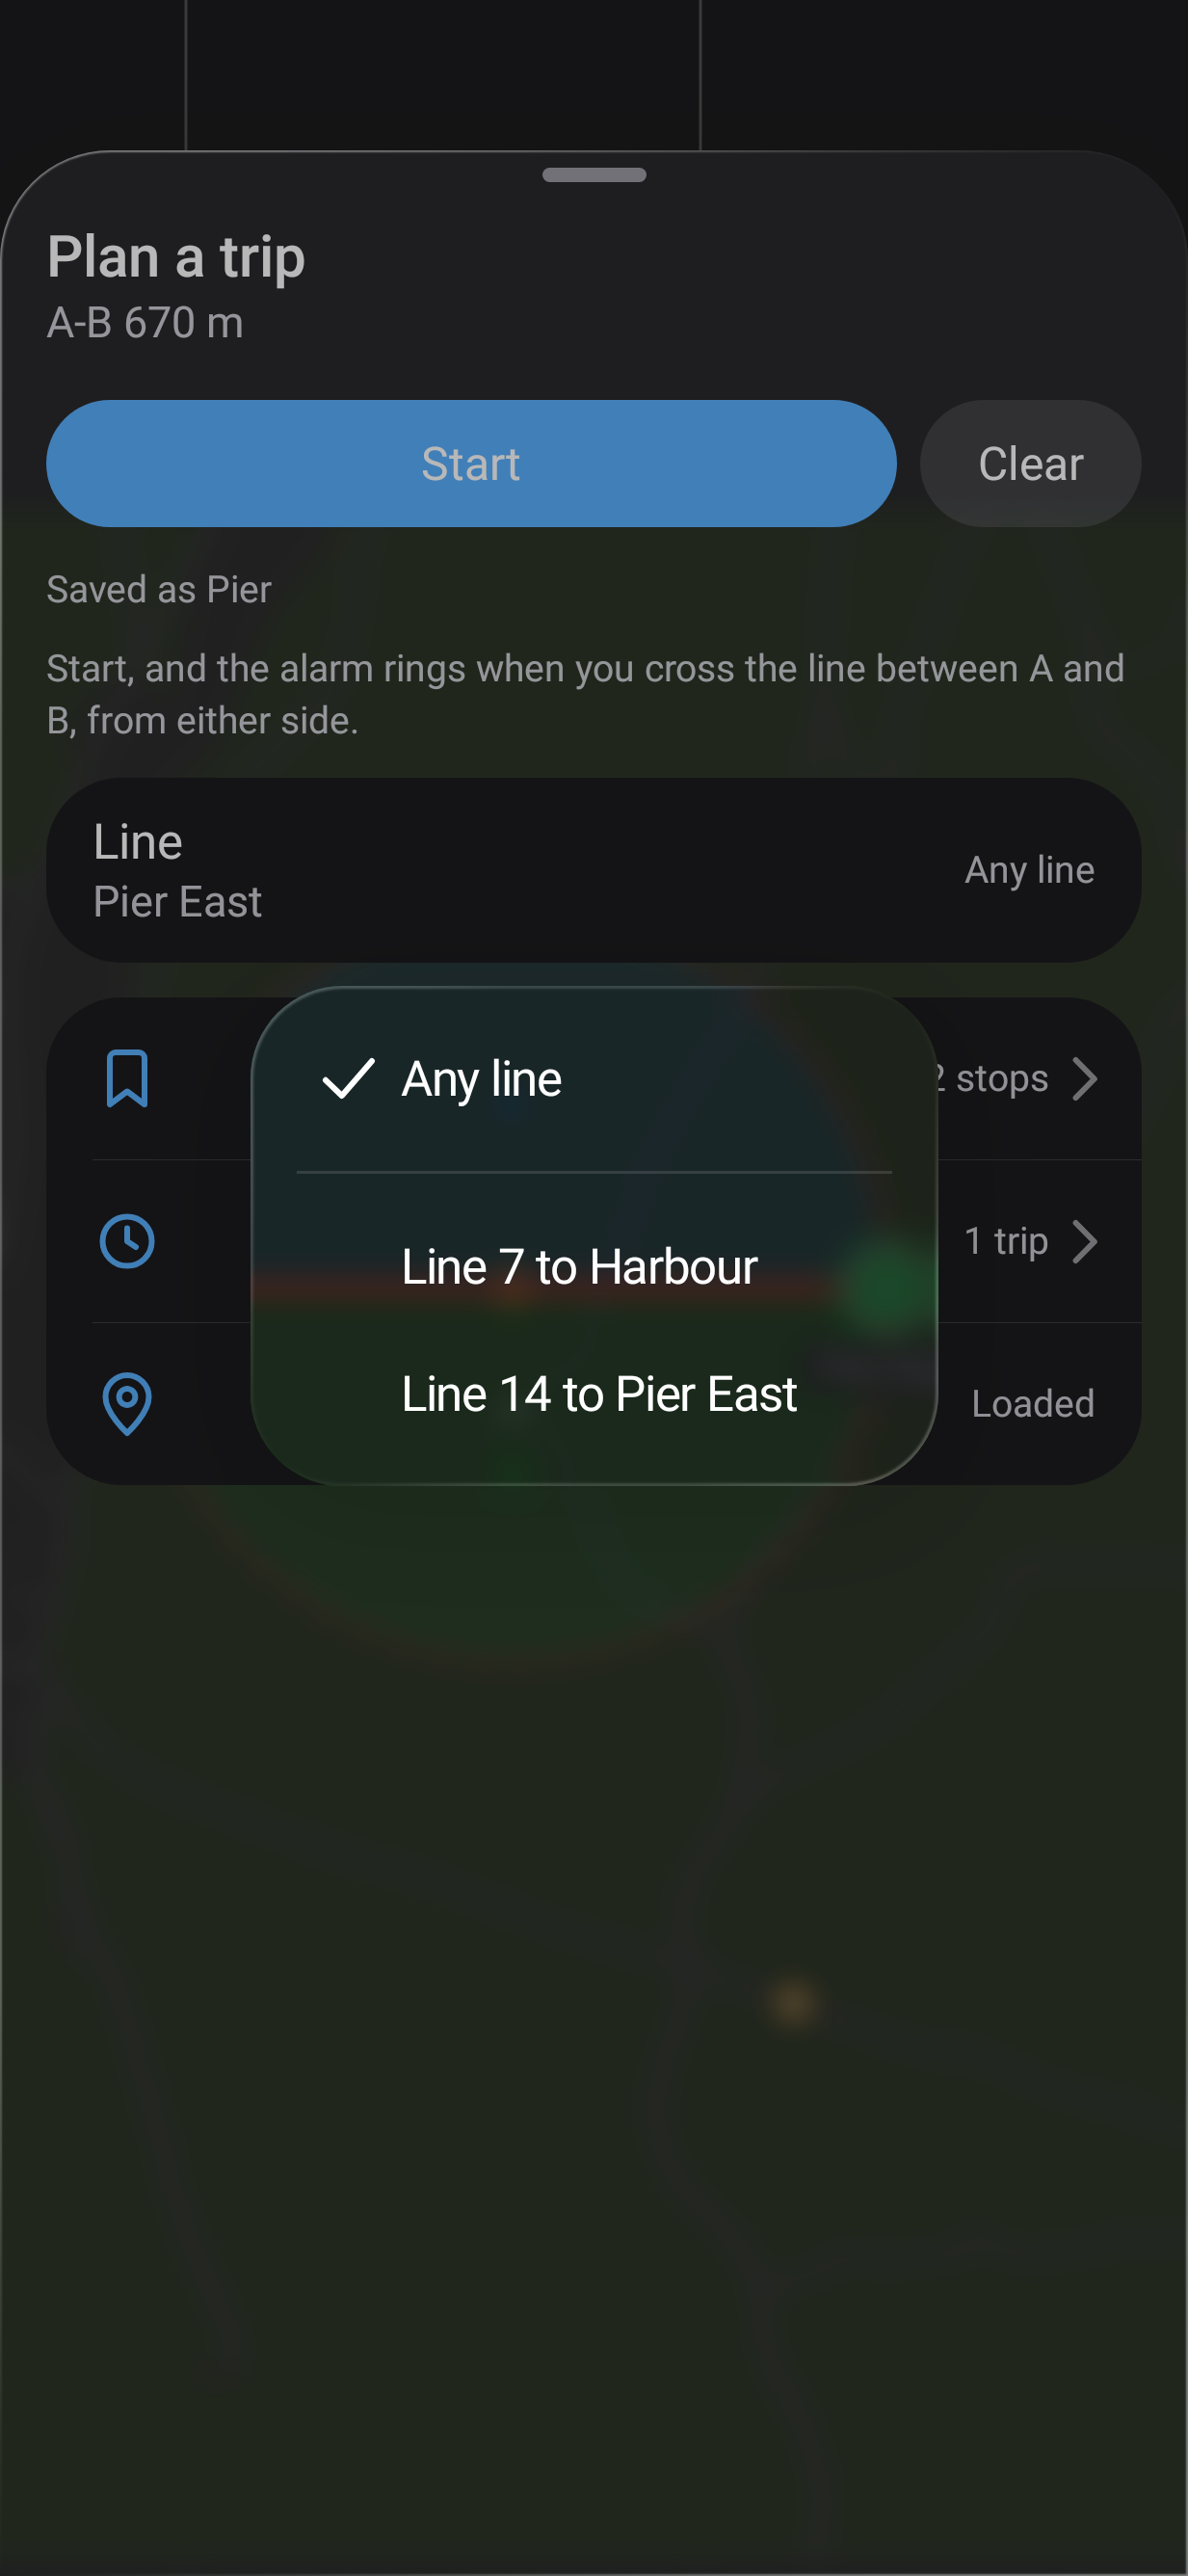 Plan a trip
A-B 670 m
Start
Clear
Saved as Pier
Start, and the alarm rings when you cross the line between A and
B, from either side.
Line
Pier East
Any line
Any line
2 stops
Line 7 to Harbour
1 trip
Line 14 to Pier East
Loaded